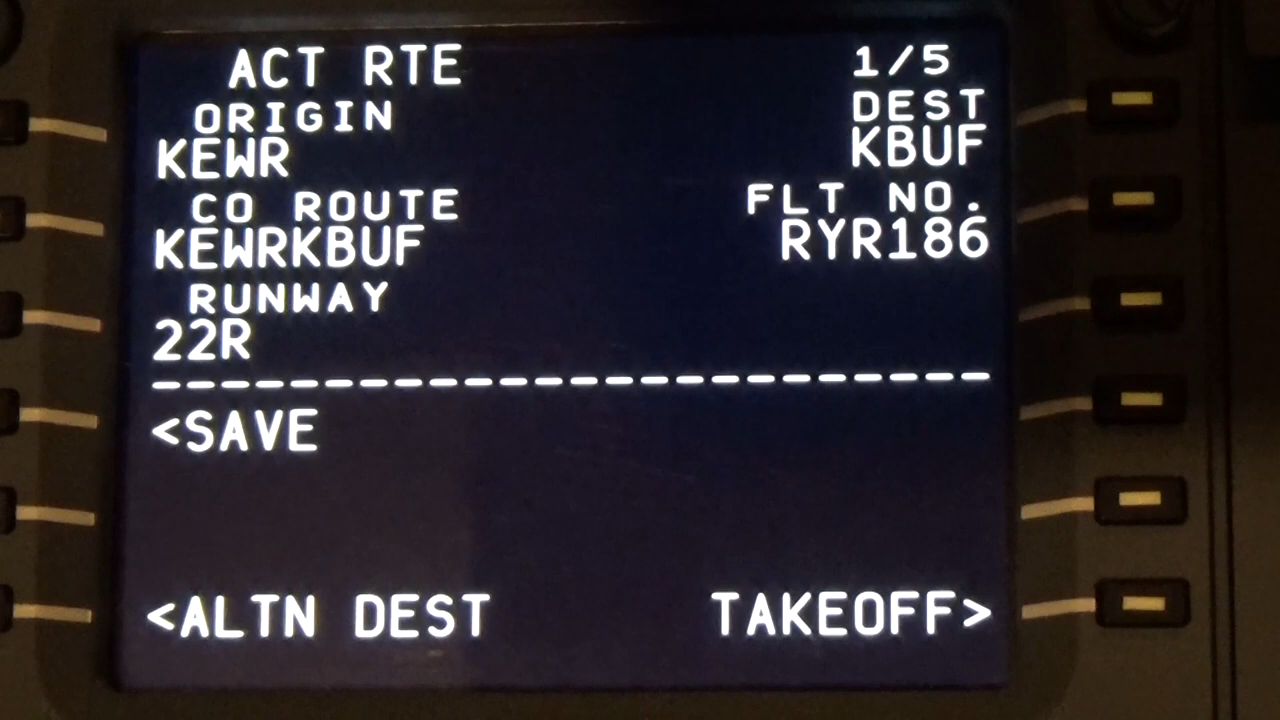 ACT RTE 1/5
ORIGIN DEST
KEWR KBUF
CO ROUTE FLT NO.
KEWRKBUF RYR186
RUNWAY
22R
------------------------
<SAVE
<ALTN DEST TAKEOFF>